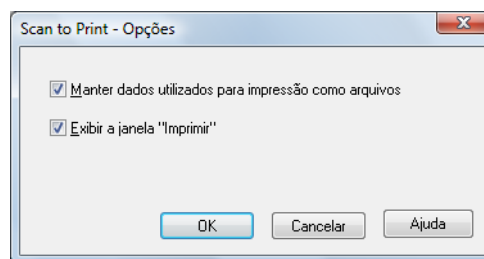 Scan to Print - Opções
Manter dados utilizados para impressão como arquivos
Exibir a janela "Imprimir"
OK Cancelar Ajuda